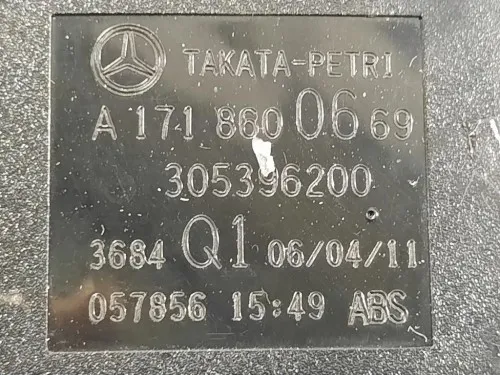 TAKATA-PETRI
A 171 860 06 69
305396200
3684 Q1 06/04/11
057856 15:49 ABS